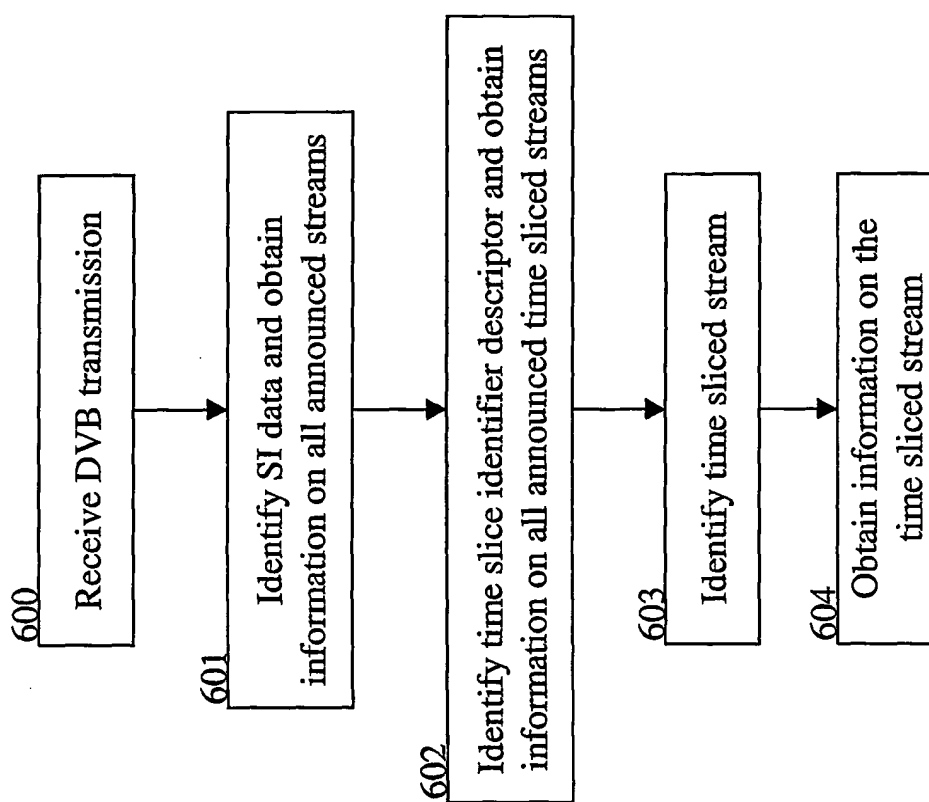 600
Receive DVB transmission
601
Identify SI data and obtain
information on all announced streams
602
Identify time slice identifier descriptor and obtain
information on all announced time sliced streams
603
Identify time sliced stream
604
Obtain information on the
time sliced stream